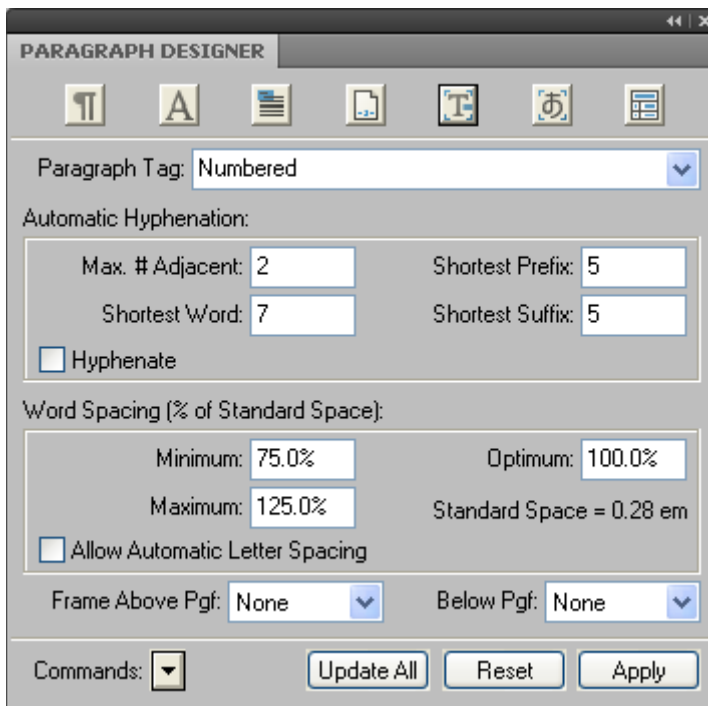 PARAGRAPH DESIGNER
¶ A -2- T あ
Paragraph Tag: Numbered
Automatic Hyphenation:
Max. # Adjacent: 2 Shortest Prefix: 5
Shortest Word: 7 Shortest Suffix: 5
Hyphenate
Word Spacing (% of Standard Space):
Minimum: 75.0% Optimum: 100.0%
Maximum: 125.0% Standard Space = 0.28 em
Allow Automatic Letter Spacing
Frame Above Pgf: None Below Pgf: None
Commands: Update All Reset Apply